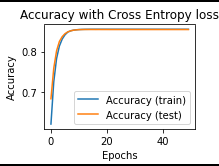 Accuracy with Cross Entropy loss
Accuracy
0.8
0.7
Accuracy (train)
Accuracy (test)
0
20
40
Epochs